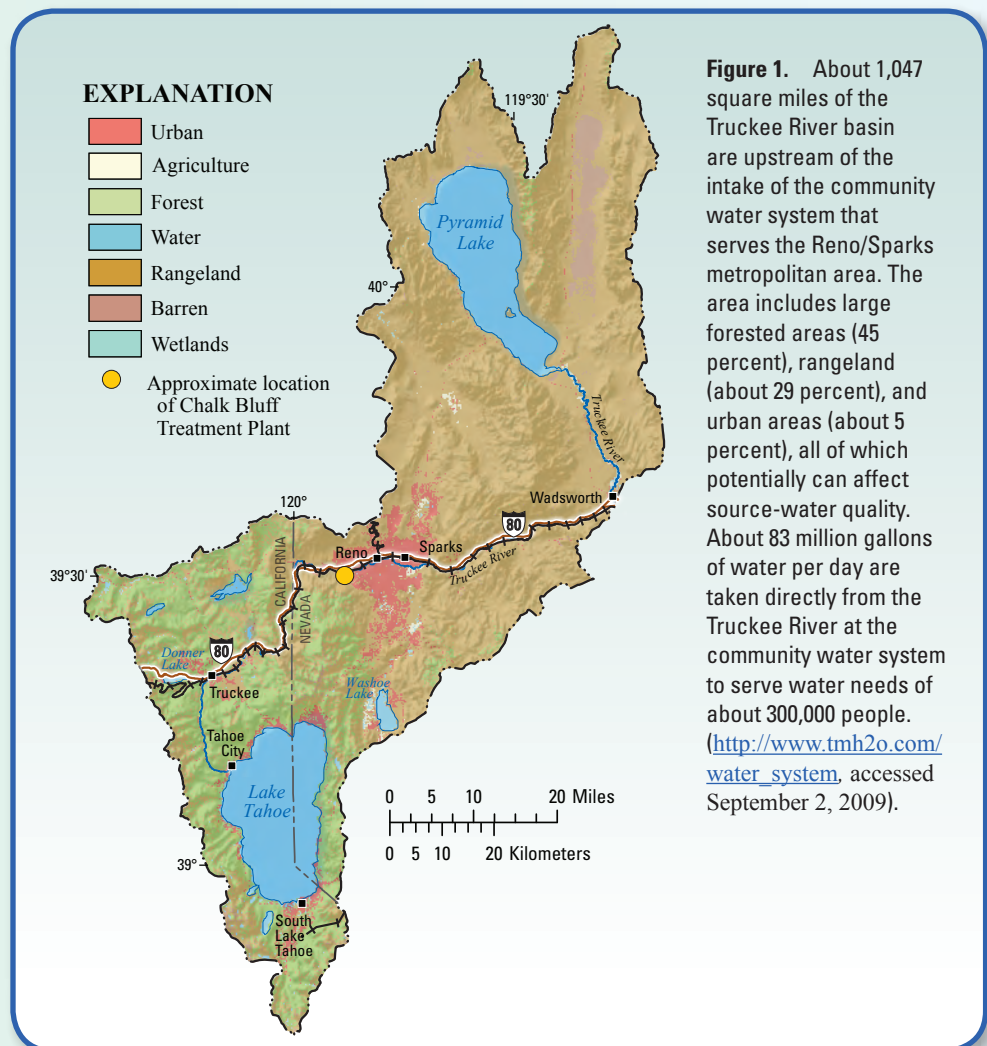 EXPLANATION
Urban
Agriculture
Forest
Water
Rangeland
Barren
Wetlands
Approximate location
of Chalk Bluff
Treatment Plant
119°30'
Pyramid
Lake
40°
Truckee River
Wadsworth
80
120°
Reno
Sparks
Truckee River
39°30'
CALIFORNIA
NEVADA
80
Donner
Lake
Truckee
Washoe
Lake
Tahoe
City
Lake
Tahoe
39°
South
Lake
Tahoe
0 5 10 20 Miles
0 5 10 20 Kilometers
Figure 1. About 1,047
square miles of the
Truckee River basin
are upstream of the
intake of the community
water system that
serves the Reno/Sparks
metropolitan area. The
area includes large
forested areas (45
percent), rangeland
(about 29 percent), and
urban areas (about 5
percent), all of which
potentially can affect
source-water quality.
About 83 million gallons
of water per day are
taken directly from the
Truckee River at the
community water system
to serve water needs of
about 300,000 people.
(http://www.tmh2o.com/
water_system, accessed
September 2, 2009).